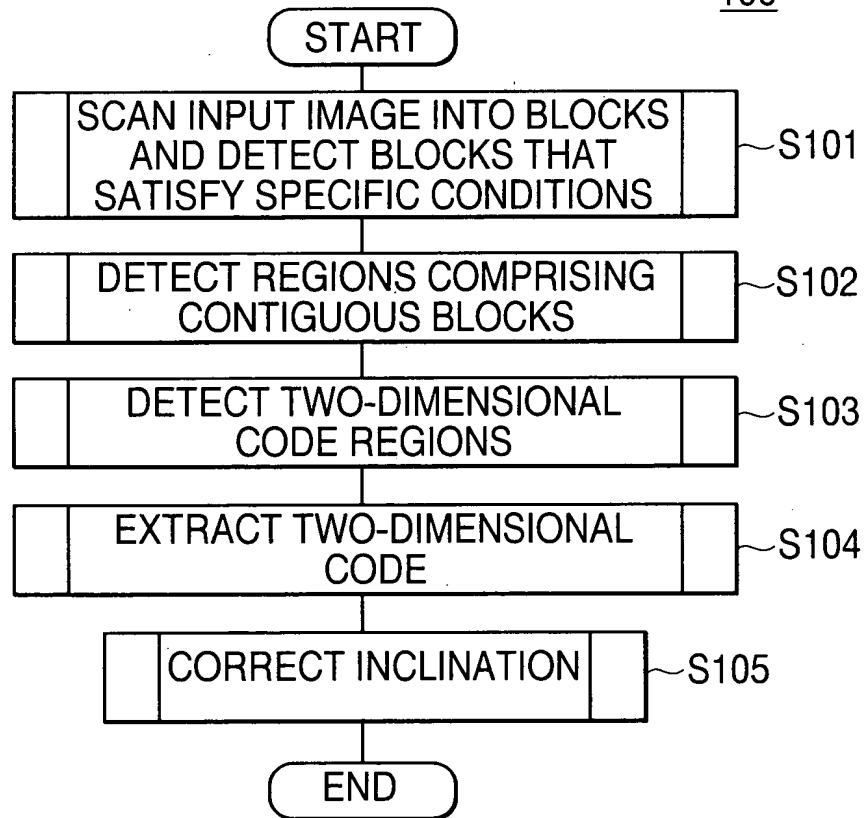 START
SCAN INPUT IMAGE INTO BLOCKS
AND DETECT BLOCKS THAT
SATISFY SPECIFIC CONDITIONS
S101
DETECT REGIONS COMPRISING
CONTIGUOUS BLOCKS
S102
DETECT TWO-DIMENSIONAL
CODE REGIONS
S103
EXTRACT TWO-DIMENSIONAL
CODE
S104
CORRECT INCLINATION
S105
END